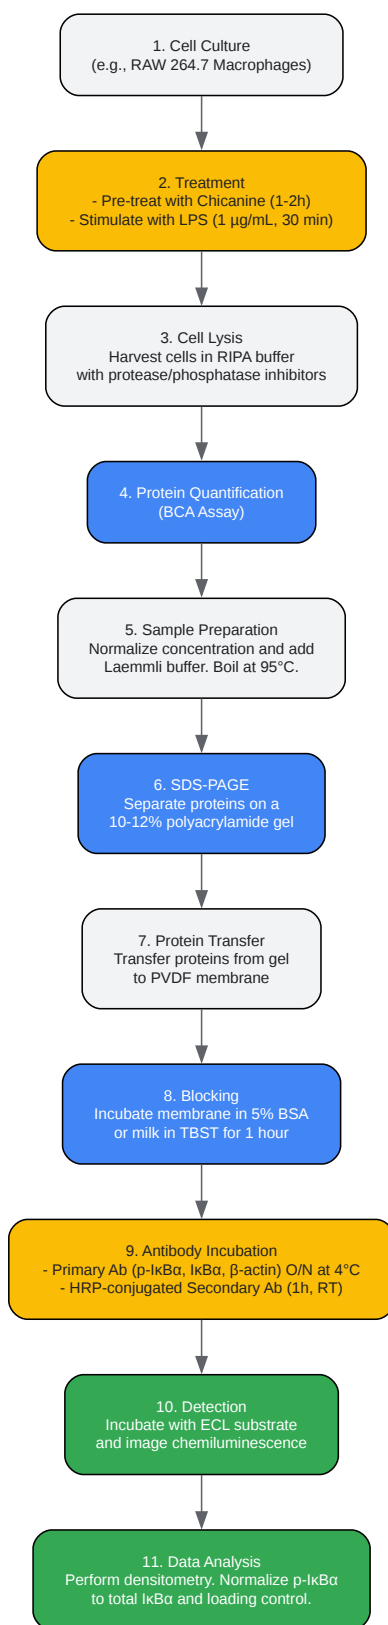 1. Cell Culture
(e.g., RAW 264.7 Macrophages)
2. Treatment
- Pre-treat with Chicanine (1-2h)
- Stimulate with LPS (1 µg/mL, 30 min)
3. Cell Lysis
Harvest cells in RIPA buffer
with protease/phosphatase inhibitors
4. Protein Quantification
(BCA Assay)
5. Sample Preparation
Normalize concentration and add
Laemmli buffer. Boil at 95°C.
6. SDS-PAGE
Separate proteins on a
10-12% polyacrylamide gel
7. Protein Transfer
Transfer proteins from gel
to PVDF membrane
8. Blocking
Incubate membrane in 5% BSA
or milk in TBST for 1 hour
9. Antibody Incubation
- Primary Ab (p-IκBα, IκBα, β-actin) O/N at 4°C
- HRP-conjugated Secondary Ab (1h, RT)
10. Detection
Incubate with ECL substrate
and image chemiluminescence
11. Data Analysis
Perform densitometry. Normalize p-IκBα
to total IκBα and loading control.